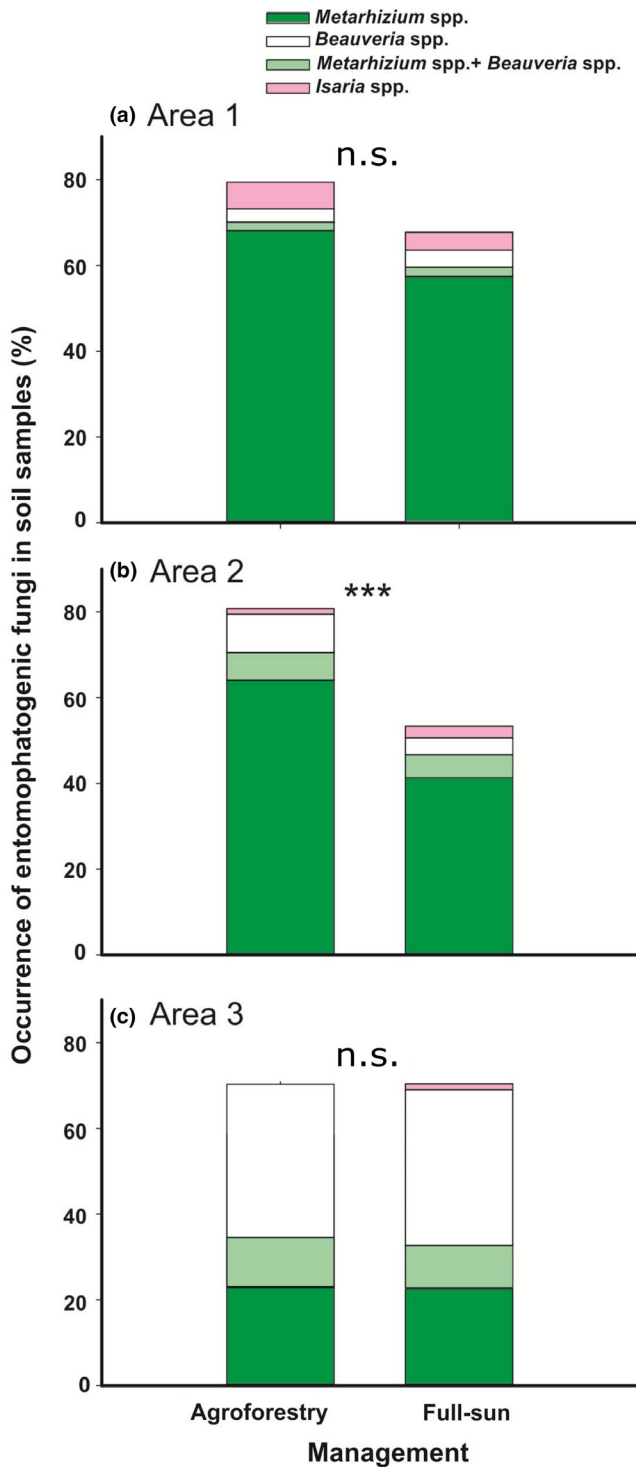 Metarhizium spp.
Beauveria spp.
Metarhizium spp.+ Beauveria spp.
Isaria spp.
Occurrence of entomophatogenic fungi in soil samples (%)
(a) Area 1
n.s.
80
60
40
20
0
(b) Area 2
***
80
60
40
20
0
(c) Area 3
n.s.
80
60
40
20
0
Agroforestry Full-sun
Management